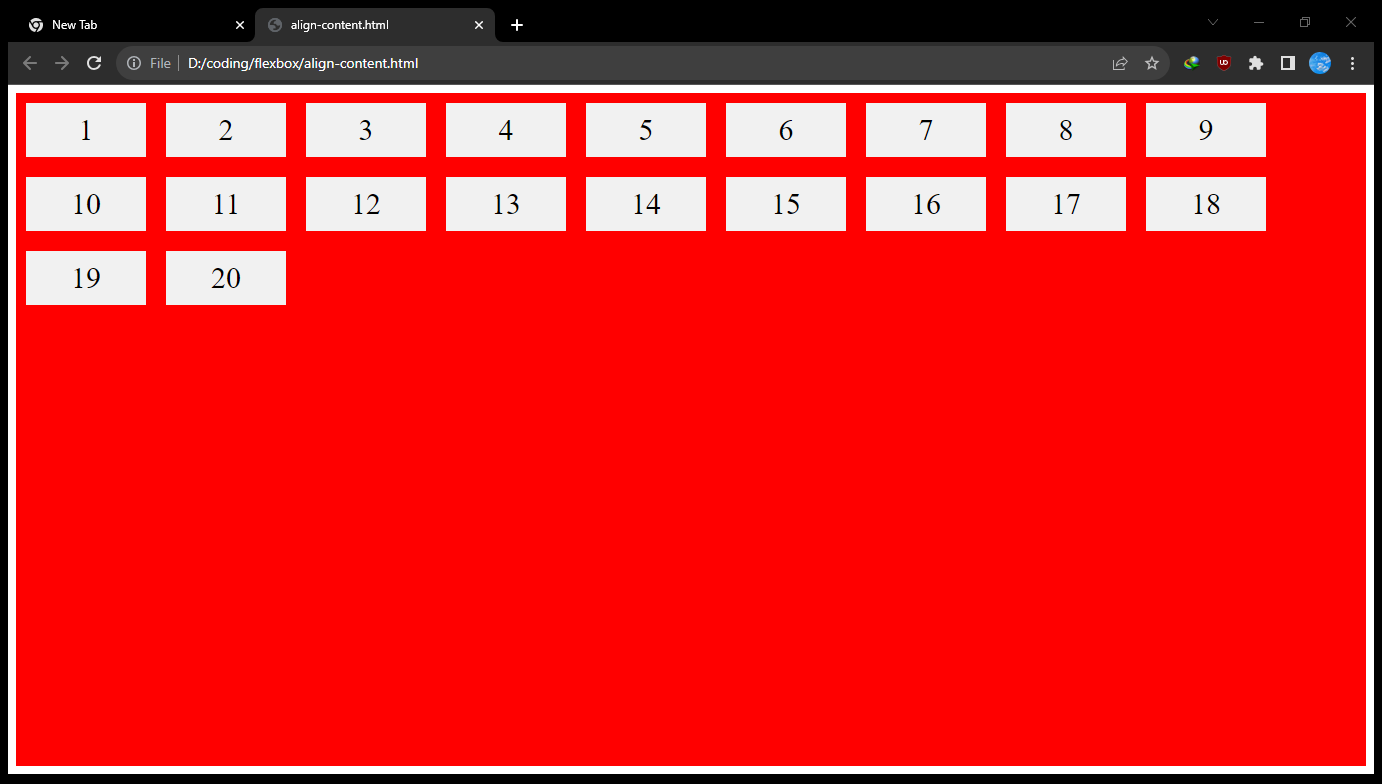 New Tab
align-content.html
File D:/coding/flexbox/align-content.html
UD
1 2 3 4 5 6 7 8 9
10 11 12 13 14 15 16 17 18
19 20